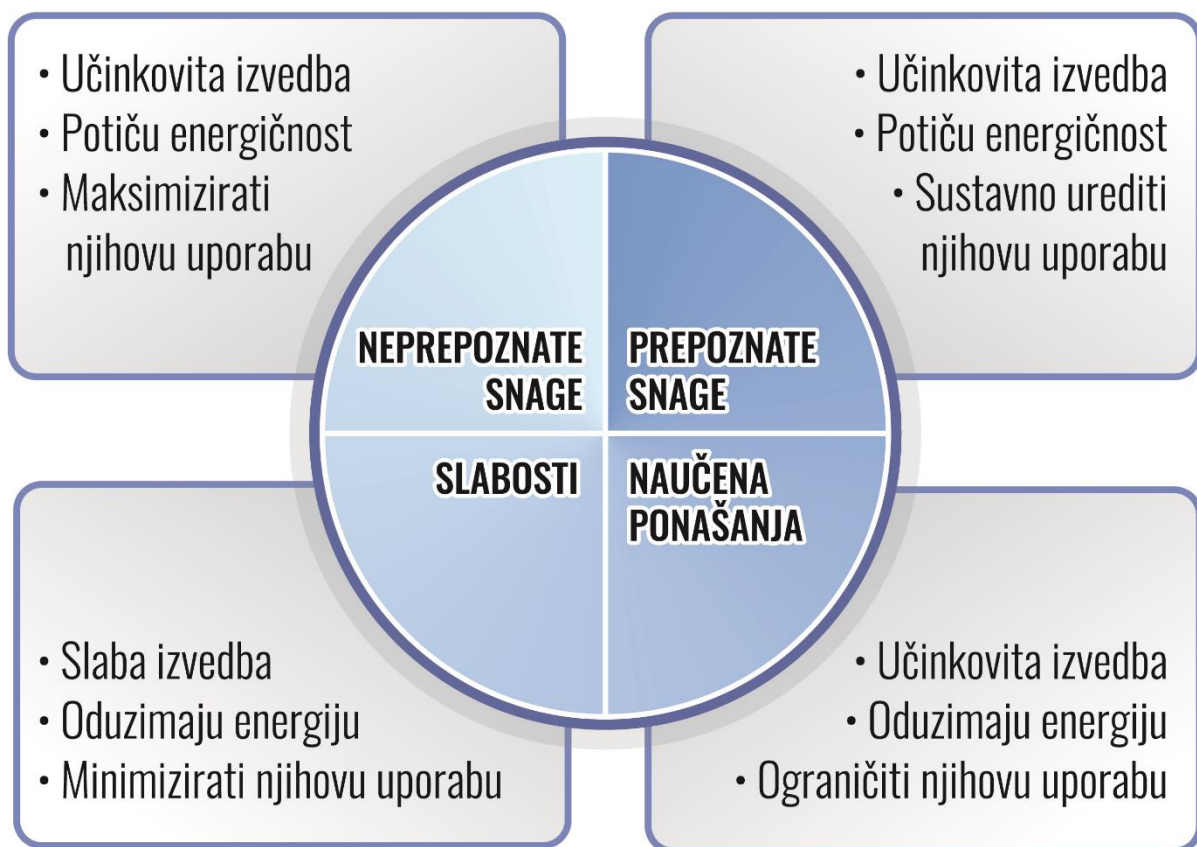 • Učinkovita izvedba
• Potiču energičnost
• Maksimizirati
njihovu uporabu
• Učinkovita izvedba
• Potiču energičnost
• Sustavno urediti
njihovu uporabu
NEPREPOZNATE
SNAGE
PREPOZNATE
SNAGE
SLABOSTI
NAUČENA
PONAŠANJA
• Slaba izvedba
• Oduzimaju energiju
• Minimizirati njihovu uporabu
• Učinkovita izvedba
• Oduzimaju energiju
• Ograničiti njihovu uporabu